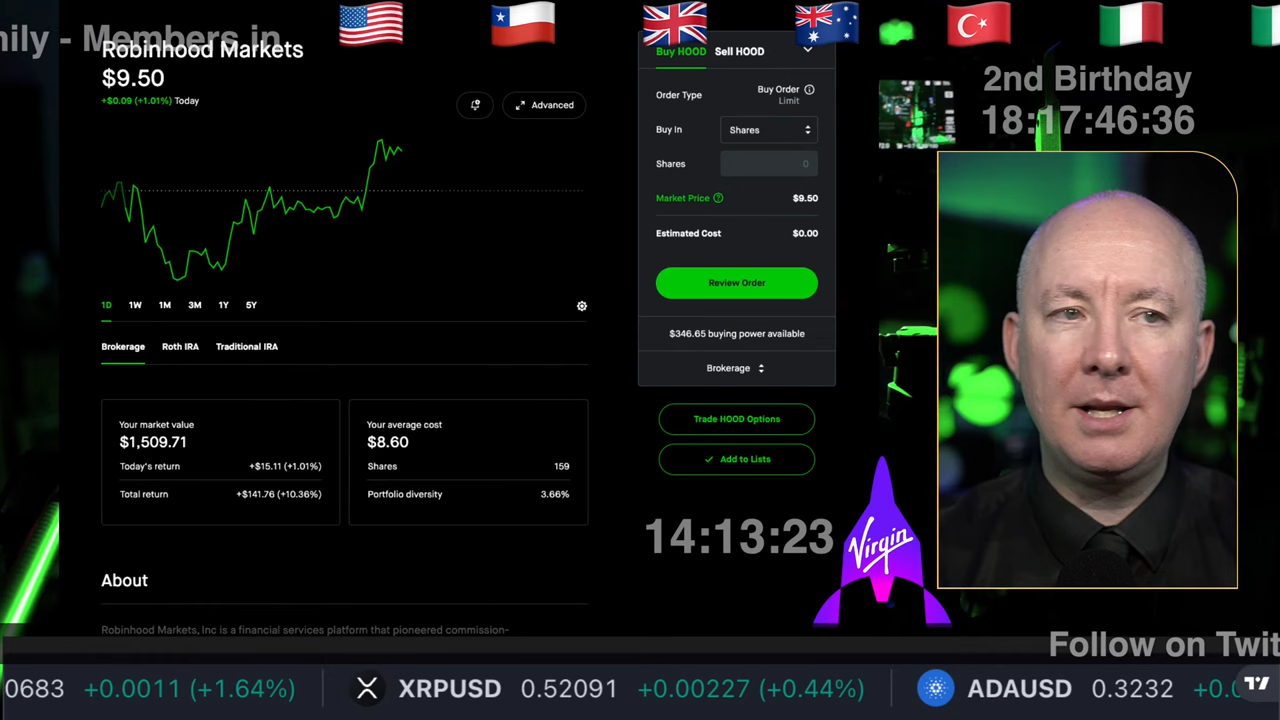 nily - Members in
Robinhood Markets
$9.50
+$0.09 (+1.01%) Today
Advanced
1D 1W 1M 3M 1Y 5Y
Brokerage Roth IRA Traditional IRA
Your market value
$1,509.71
Today's return +$15.11 (+1.01%)
Total return +$141.76 (+10.36%)
Your average cost
$8.60
Shares 159
Portfolio diversity 3.66%
About
Robinhood Markets, Inc is a financial services platform that pioneered commission-
Buy HOOD Sell HOOD
Order Type Buy Order
Limit
Buy In Shares
Shares 0
Market Price $9.50
Estimated Cost $0.00
Review Order
$346.65 buying power available
Brokerage
Trade HOOD Options
Add to Lists
14:13:23
Virgin
2nd Birthday
18:17:46:36
Follow on Twit
0683 +0.0011 (+1.64%) XRPUSD 0.52091 +0.00227 (+0.44%) ADAUSD 0.3232 +0.0